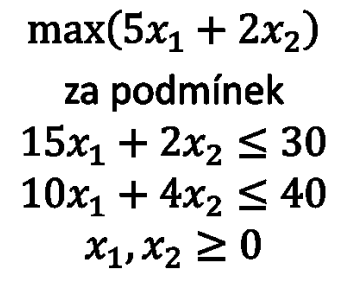 max(5x₁ + 2x₂)
za podmínek
15x₁ + 2x₂ ≤ 30
10x₁ + 4x₂ ≤ 40
x₁, x₂ ≥ 0